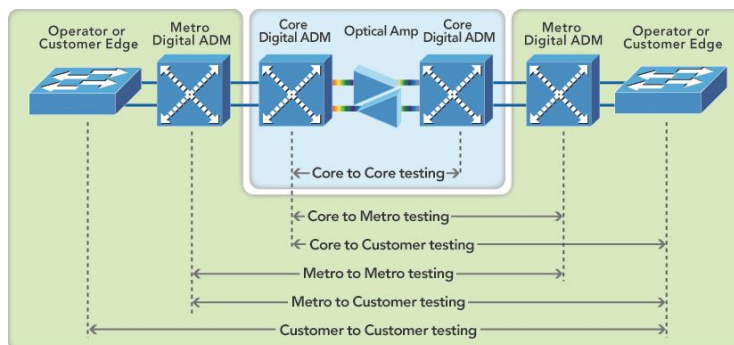 Operator or
Customer Edge
Metro
Digital ADM
Core
Digital ADM
Optical Amp
Core
Digital ADM
Metro
Digital ADM
Operator or
Customer Edge
Core to Core testing
Core to Metro testing
Core to Customer testing
Metro to Metro testing
Metro to Customer testing
Customer to Customer testing